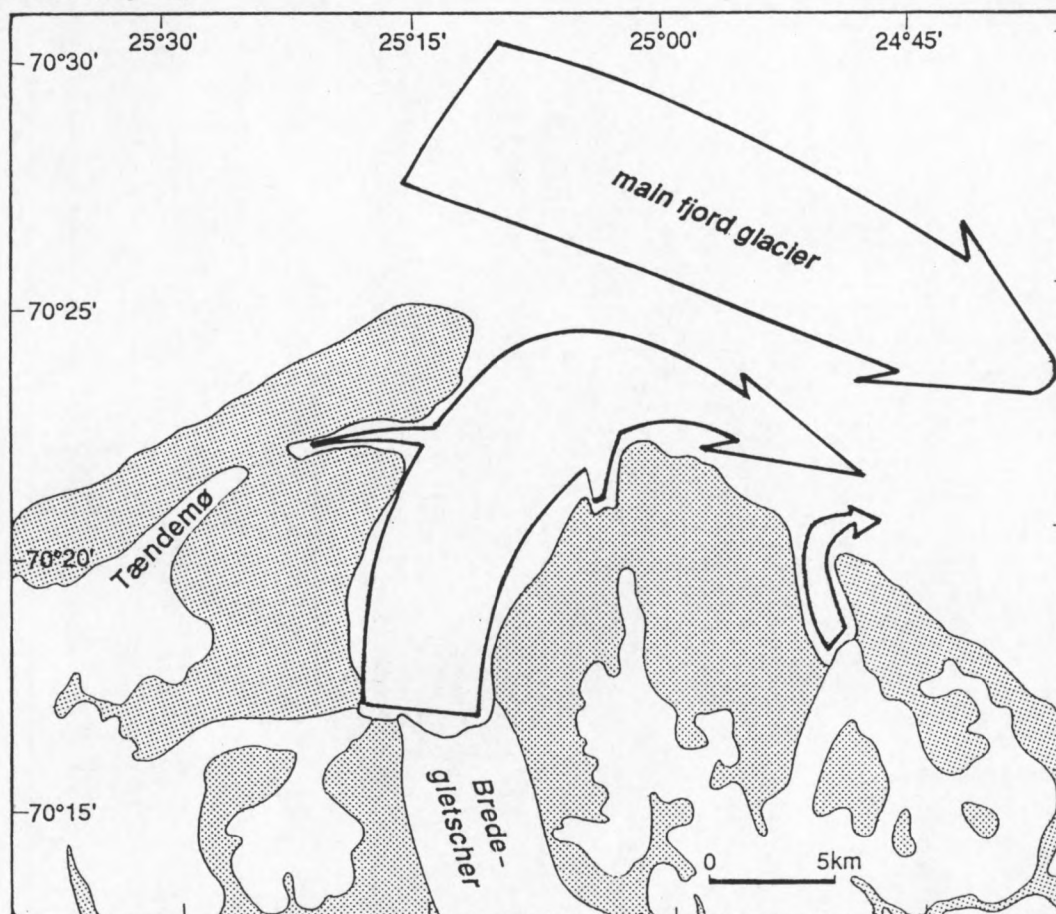 25°30'
25°15'
25°00'
24°45'
70°30'
main fjord glacier
70°25'
Tændemø
70°20'
Brede-
gletscher
70°15'
0
5km